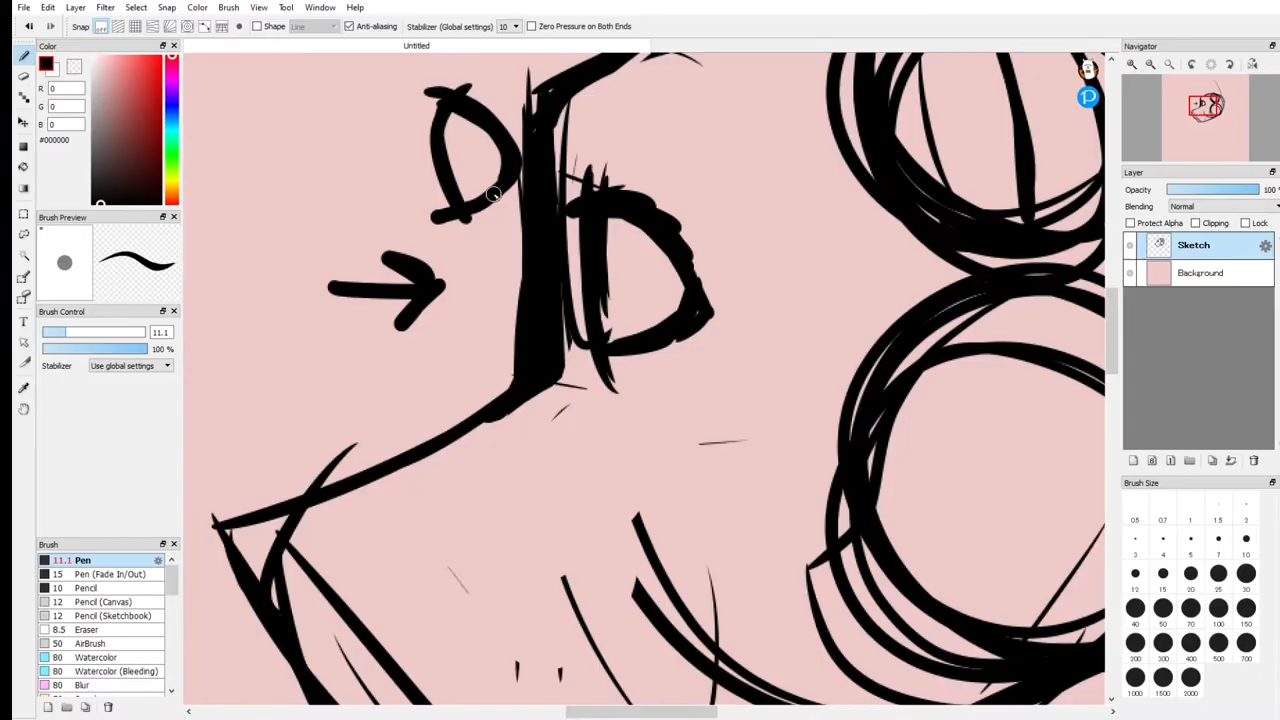 File Edit Layer Filter Select Snap Color Brush View Tool Window Help
Snap off Shape Line Anti-aliasing Stabilizer (Global settings) 10 Zero Pressure on Both Ends
Untitled
Color
R 0
G 0
B 0
#000000
Brush Preview
Brush Control
11.1
100 %
Stabilizer Use global settings
Brush
11.1 Pen
15 Pen (Fade In/Out)
10 Pencil
12 Pencil (Canvas)
12 Pencil (Sketchbook)
8.5 Eraser
50 AirBrush
80 Watercolor
80 Watercolor (Bleeding)
80 Blur
D
D
P
Navigator
Layer
Opacity 100 %
Blending Normal
Protect Alpha Clipping Lock
Sketch
Background
Brush Size
0.5 0.7 1 1.5 2
3 4 5 7 10
12 15 20 25 30
40 50 70 100 150
200 300 400 500 700
1000 1500 2000